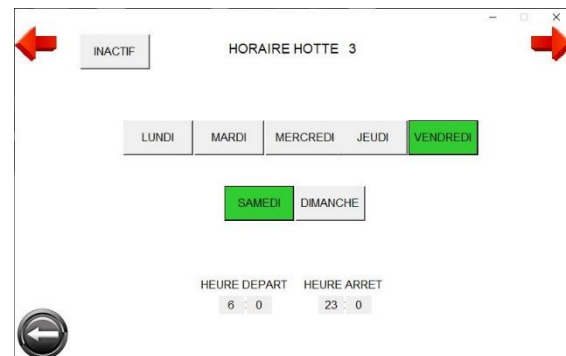 INACTIF
HORAIRE HOTTE 3
LUNDI MARDI MERCREDI JEUDI VENDREDI
SAMEDI DIMANCHE
HEURE DEPART HEURE ARRET
6 : 0 23 : 0